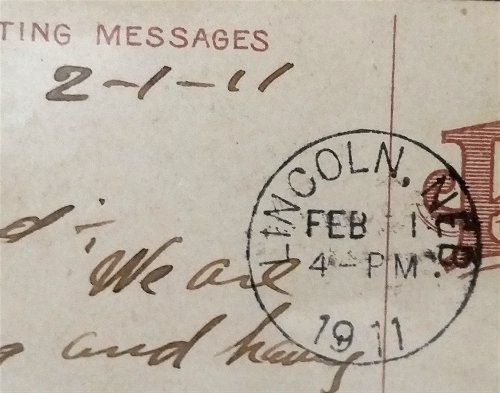 TING MESSAGES
2-1-11
LINCOLN, NEB.
FEB 1
4-PM
1911
d:-
We are
g and having